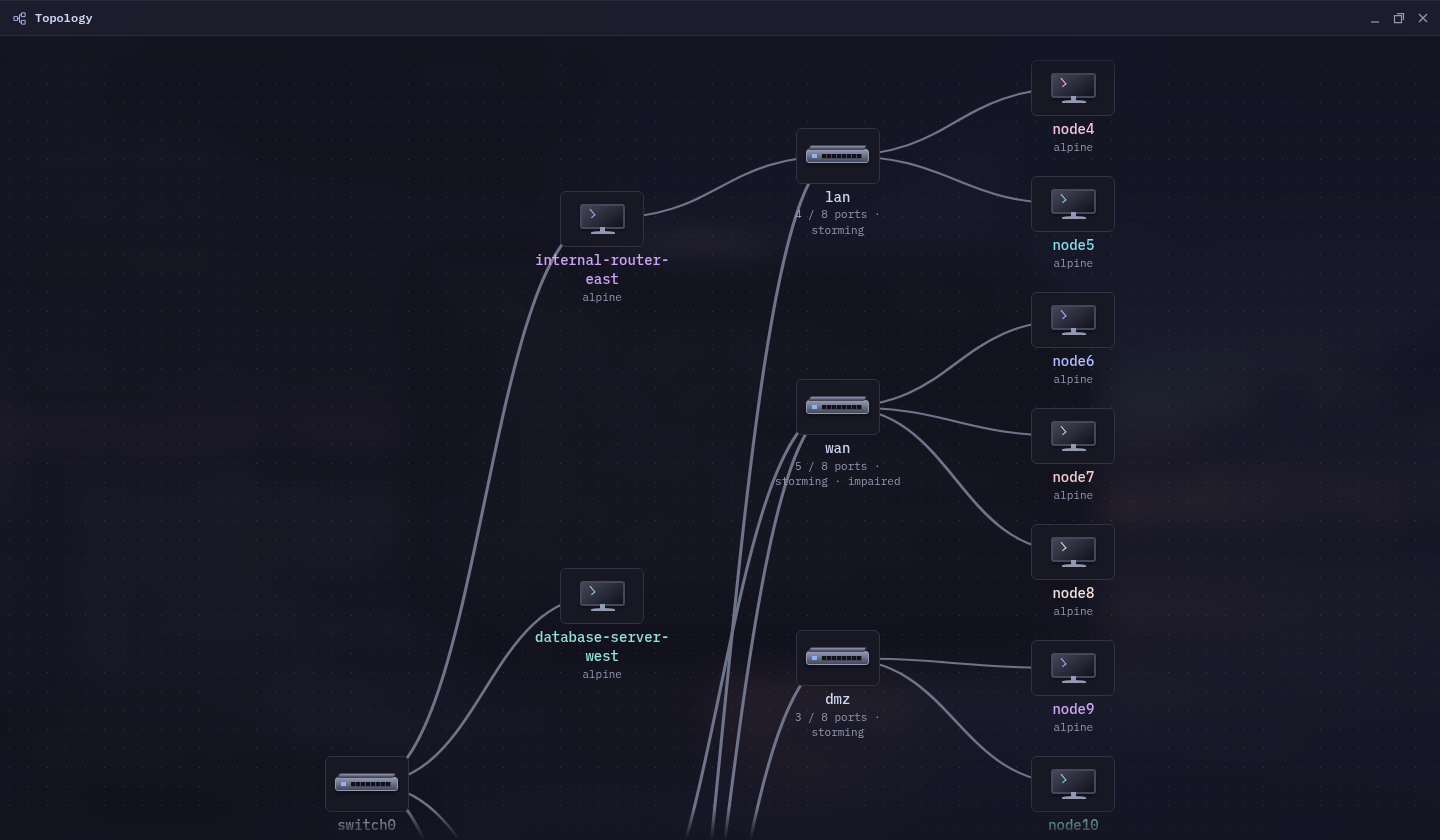 Topology
node4
alpine
lan
4 / 8 ports ·
storming
node5
alpine
internal-router-
east
alpine
node6
alpine
wan
5 / 8 ports ·
storming · impaired
node7
alpine
node8
alpine
database-server-
west
alpine
dmz
3 / 8 ports ·
storming
node9
alpine
switch0
node10